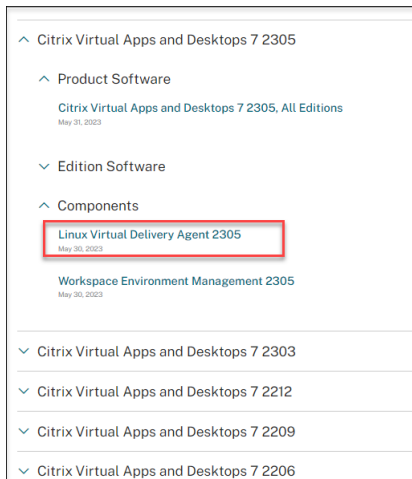 Citrix Virtual Apps and Desktops 7 2305
Product Software
Citrix Virtual Apps and Desktops 7 2305, All Editions
May 31, 2023
Edition Software
Components
Linux Virtual Delivery Agent 2305
May 30, 2023
Workspace Environment Management 2305
May 30, 2023
Citrix Virtual Apps and Desktops 7 2303
Citrix Virtual Apps and Desktops 7 2212
Citrix Virtual Apps and Desktops 7 2209
Citrix Virtual Apps and Desktops 7 2206